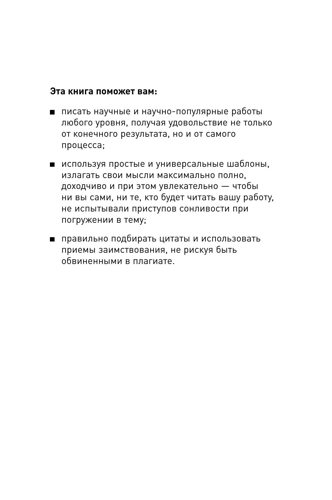 Эта книга поможет вам:
■ писать научные и научно-популярные работы
любого уровня, получая удовольствие не только
от конечного результата, но и от самого
процесса;
■ используя простые и универсальные шаблоны,
излагать свои мысли максимально полно,
доходчиво и при этом увлекательно — чтобы
ни вы сами, ни те, кто будет читать вашу работу,
не испытывали приступов сонливости при
погружении в тему;
■ правильно подбирать цитаты и использовать
приемы заимствования, не рискуя быть
обвиненными в плагиате.